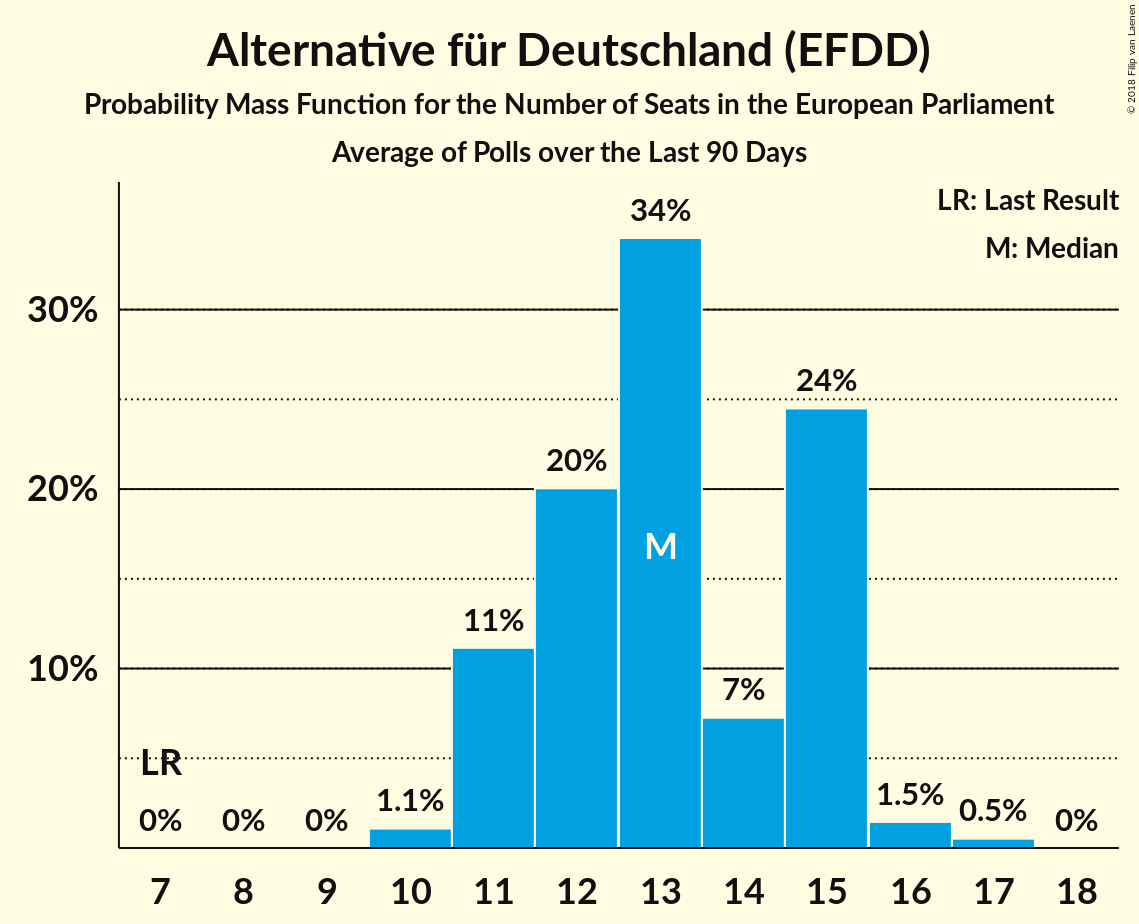 Alternative für Deutschland (EFDD)
Probability Mass Function for the Number of Seats in the European Parliament
Average of Polls over the Last 90 Days
© 2018 Filip van Laenen
LR: Last Result
M: Median
34%
30%
24%
20%
20%
M
11%
10%
7%
LR
0%
0%
0%
1.1%
1.5%
0.5%
0%
7 8 9 10 11 12 13 14 15 16 17 18